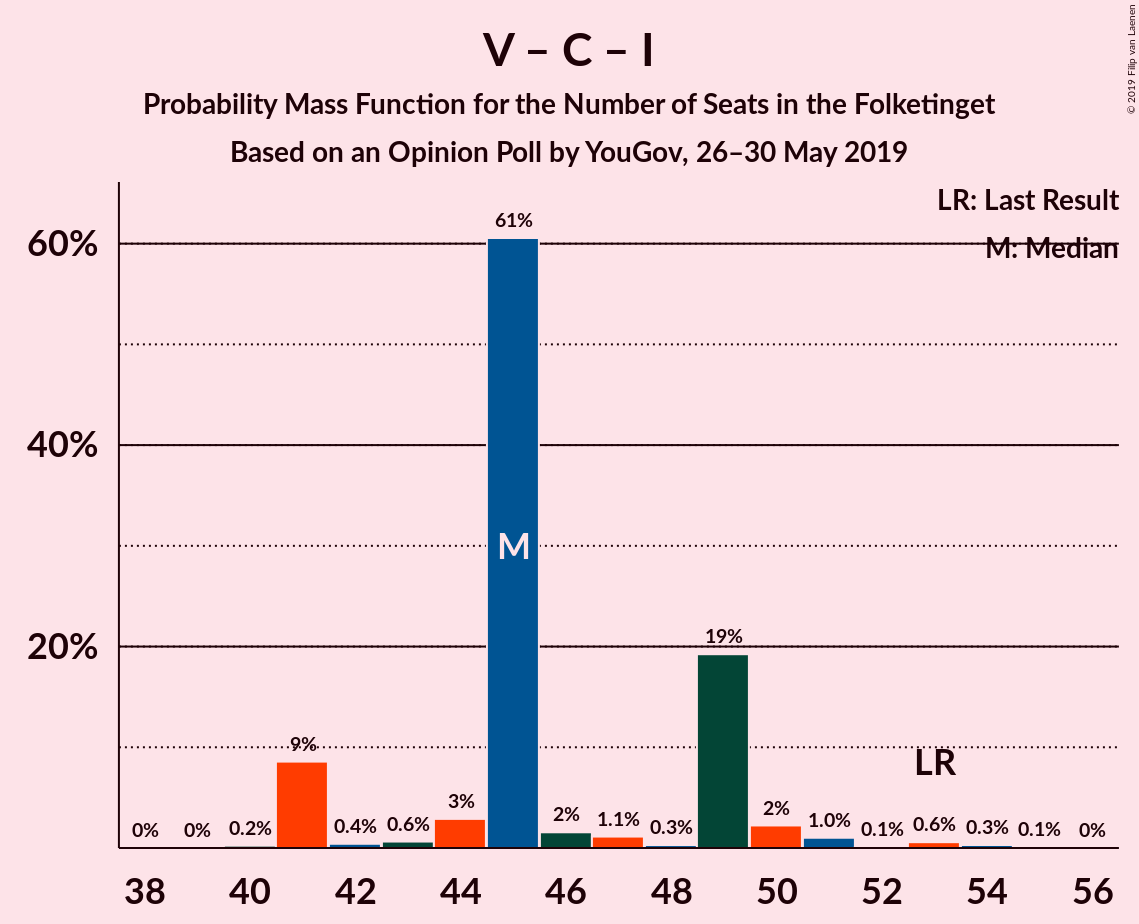 V – C – I
Probability Mass Function for the Number of Seats in the Folketinget
Based on an Opinion Poll by YouGov, 26–30 May 2019
© 2019 Filip van Laenen
LR: Last Result
M: Median
60%
40%
20%
0%
0%
0.2%
9%
0.4%
0.6%
3%
61%
2%
1.1%
0.3%
19%
2%
1.0%
0.1%
0.6%
0.3%
0.1%
0%
M
LR
38 40 42 44 46 48 50 52 54 56